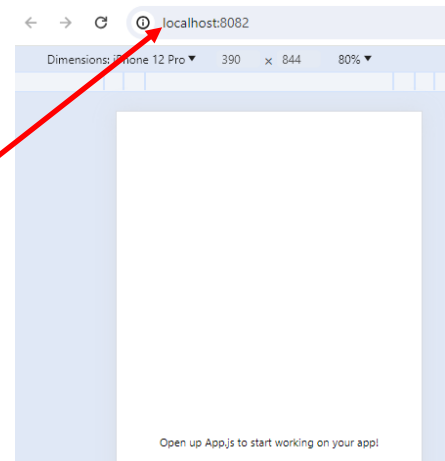 localhost:8082
Dimensions: iPhone 12 Pro ▼ 390 x 844 80% ▼
Open up App.js to start working on your app!